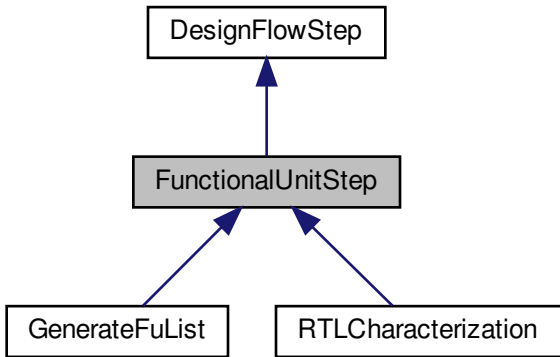 DesignFlowStep
FunctionalUnitStep
GenerateFuList
RTLCharacterization